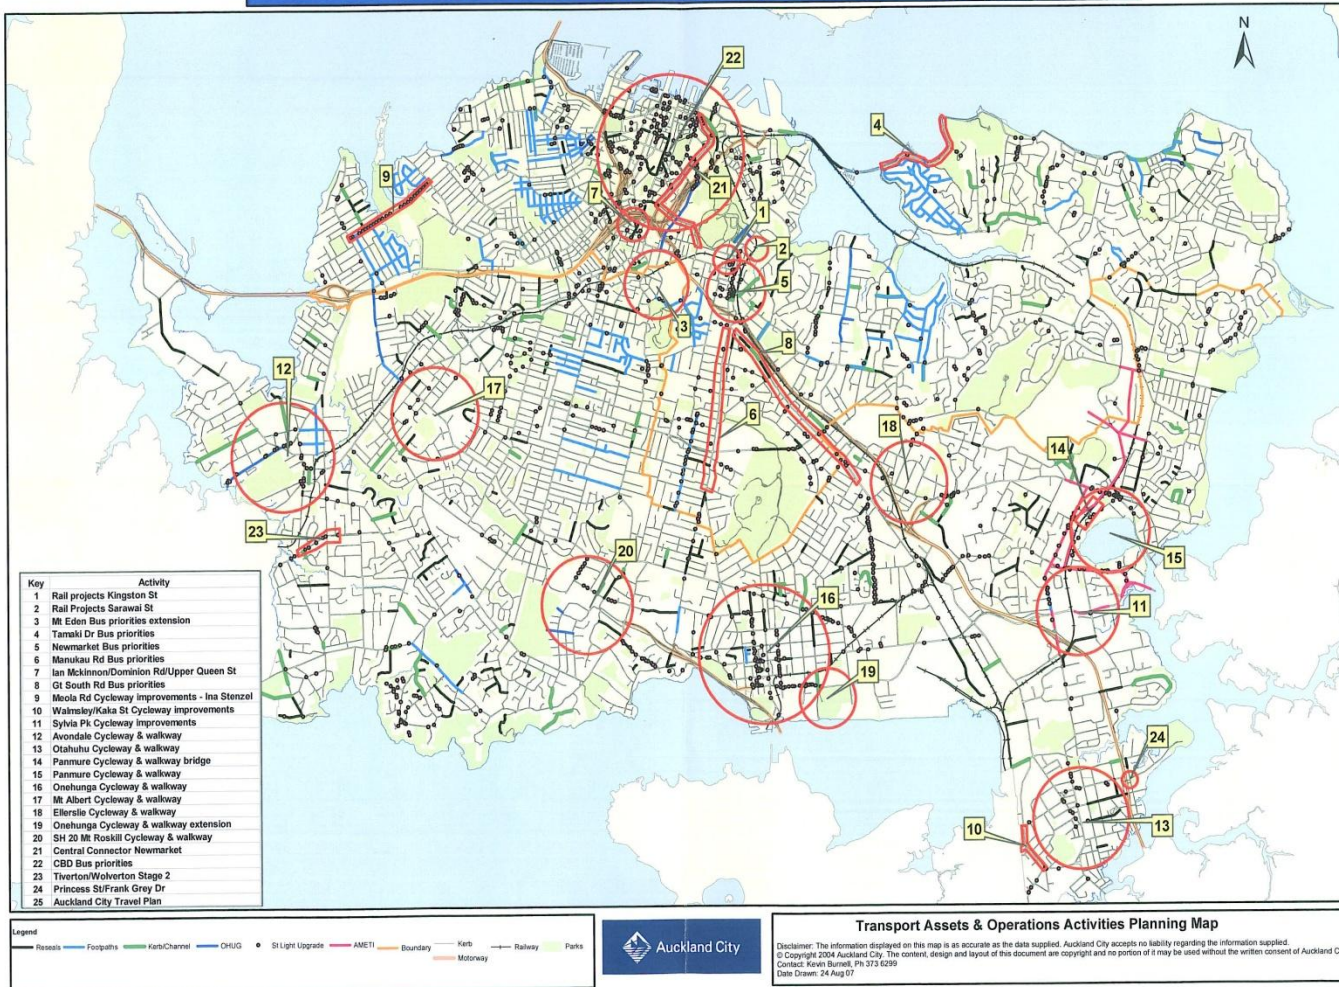 N
22
4
9
7
21
1
2
5
3
8
12
17
6
18
14
23
15
20
16
11
19
24
10
13
Key Activity
1 Rail projects Kingston St
2 Rail Projects Sarawai St
3 Mt Eden Bus priorities extension
4 Tamaki Dr Bus priorities
5 Newmarket Bus priorities
6 Manukau Rd Bus priorities
7 Ian Mckinnon/Dominion Rd/Upper Queen St
8 Gt South Rd Bus priorities
9 Meola Rd Cycleway improvements - Ina Stenzel
10 Walmsley/Kaka St Cycleway improvements
11 Sylvia Pk Cycleway improvements
12 Avondale Cycleway & walkway
13 Otahuhu Cycleway & walkway
14 Panmure Cycleway & walkway bridge
15 Panmure Cycleway & walkway
16 Onehunga Cycleway & walkway
17 Mt Albert Cycleway & walkway
18 Ellerslie Cycleway & walkway
19 Onehunga Cycleway & walkway extension
20 SH 20 Mt Roskill Cycleway & walkway
21 Central Connector Newmarket
22 CBD Bus priorities
23 Tiverton/Wolverton Stage 2
24 Princess St/Frank Grey Dr
25 Auckland City Travel Plan
Legend
Reseals Footpaths Kerb/Channel OHUG St Light Upgrade AMETI Boundary Kerb Railway Parks
Motorway
Auckland City
Transport Assets & Operations Activities Planning Map
Disclaimer: The information displayed on this map is as accurate as the data supplied. Auckland City accepts no liability regarding the information supplied.
© Copyright 2004 Auckland City. The content, design and layout of this document are copyright and no portion of it may be used without the written consent of Auckland C
Contact: Kevin Burnell, Ph 373 6299
Date Drawn: 24 Aug 07